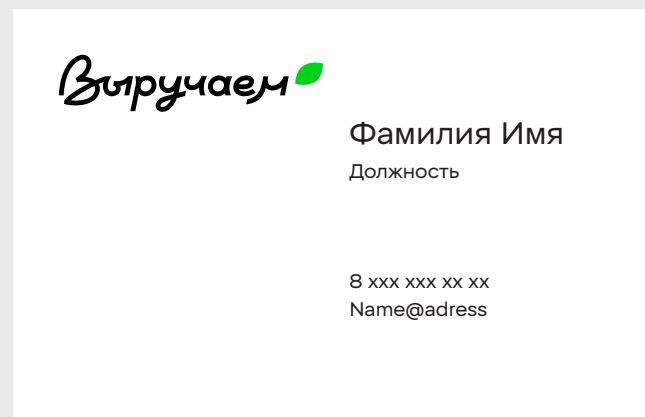 Выручаем
Фамилия Имя
Должность
8 xxx xxx xx xx
Name@adress